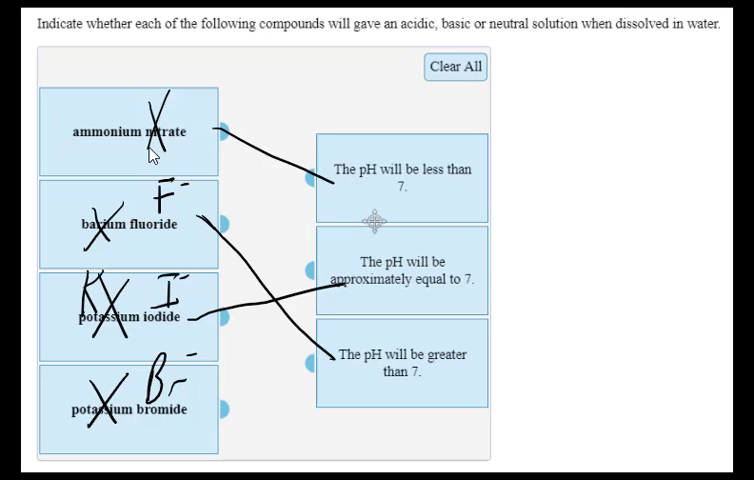 Indicate whether each of the following compounds will gave an acidic, basic or neutral solution when dissolved in water.
Clear All
ammonium nitrate
F-
barium fluoride
I-
potassium iodide
Br-
potassium bromide
The pH will be less than
7.
The pH will be
approximately equal to 7.
The pH will be greater
than 7.